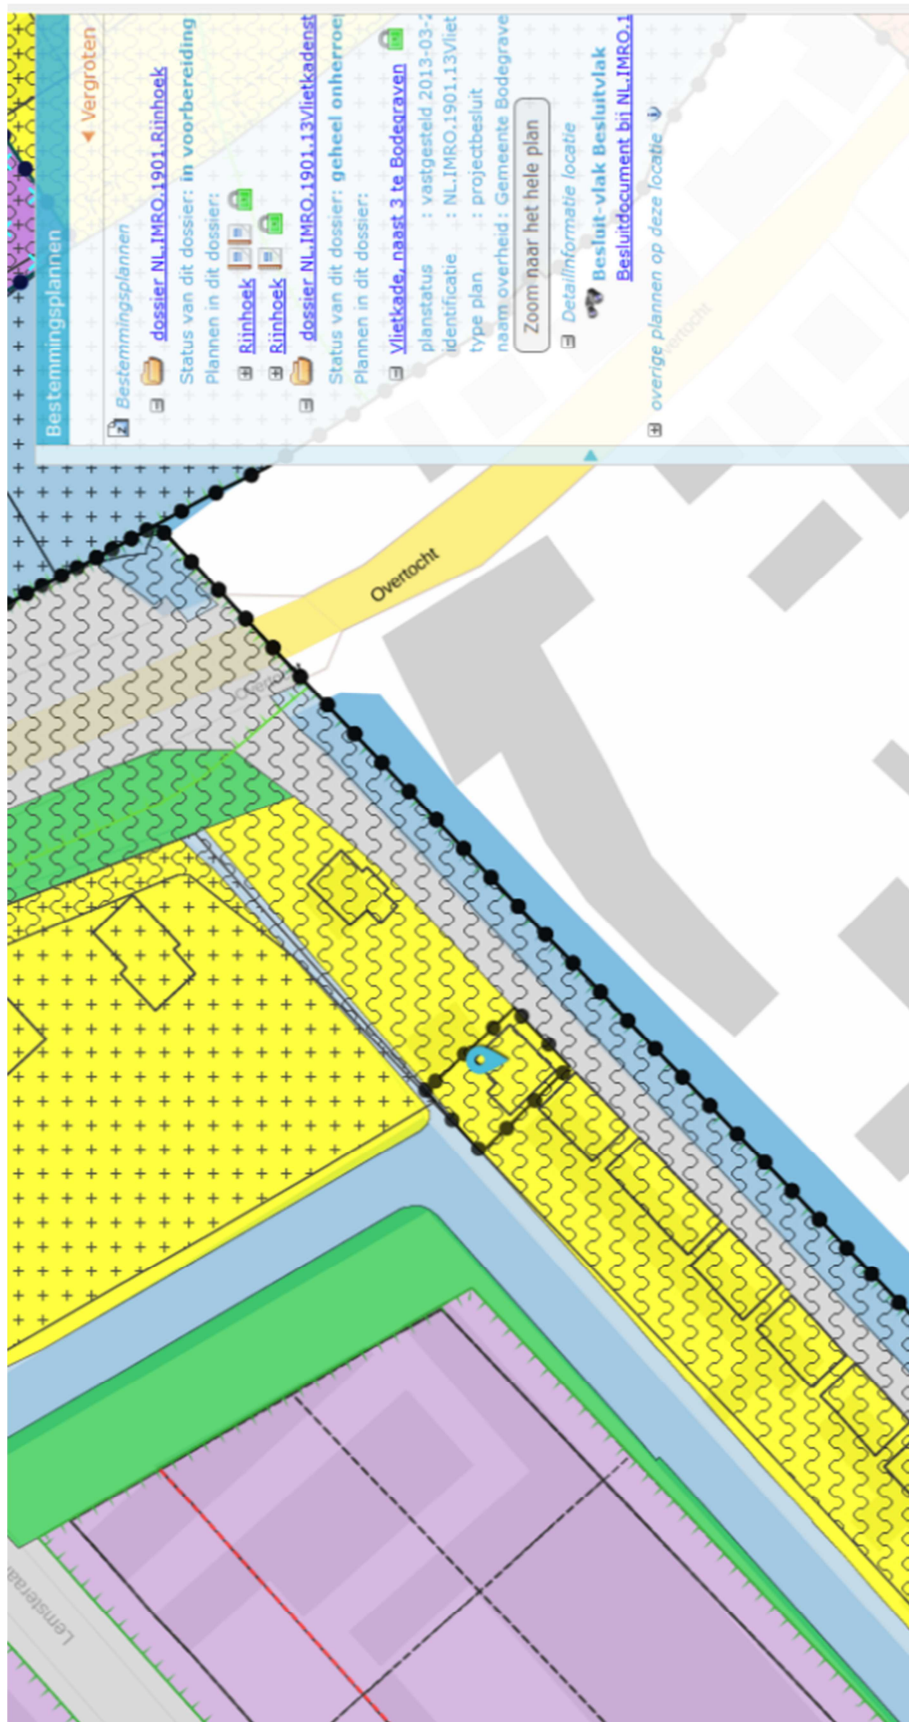 Bestemmingsplannen
Vergroten
Bestemmingsplannen
dossier NL.IMRO.1901.Rijnhoek
Status van dit dossier: in voorbereiding
Plannen in dit dossier:
Rijnhoek
Rijnhoek
dossier NL.IMRO.1901.13Vlietkadenst
Status van dit dossier: geheel onherroep
Plannen in dit dossier:
Vlietkade, naast 3 te Bodegraven
planstatus : vastgesteld 2013-03-2
identificatie : NL.IMRO.1901.13Vliet
type plan : projectbesluit
naam overheid : Gemeente Bodegrave
Zoom naar het hele plan
Detailinformatie locatie
Besluit-vlak Besluitvlak
Besluitdocument bij NL.IMRO.1
overige plannen op deze locatie
Overtocht
Overtocht